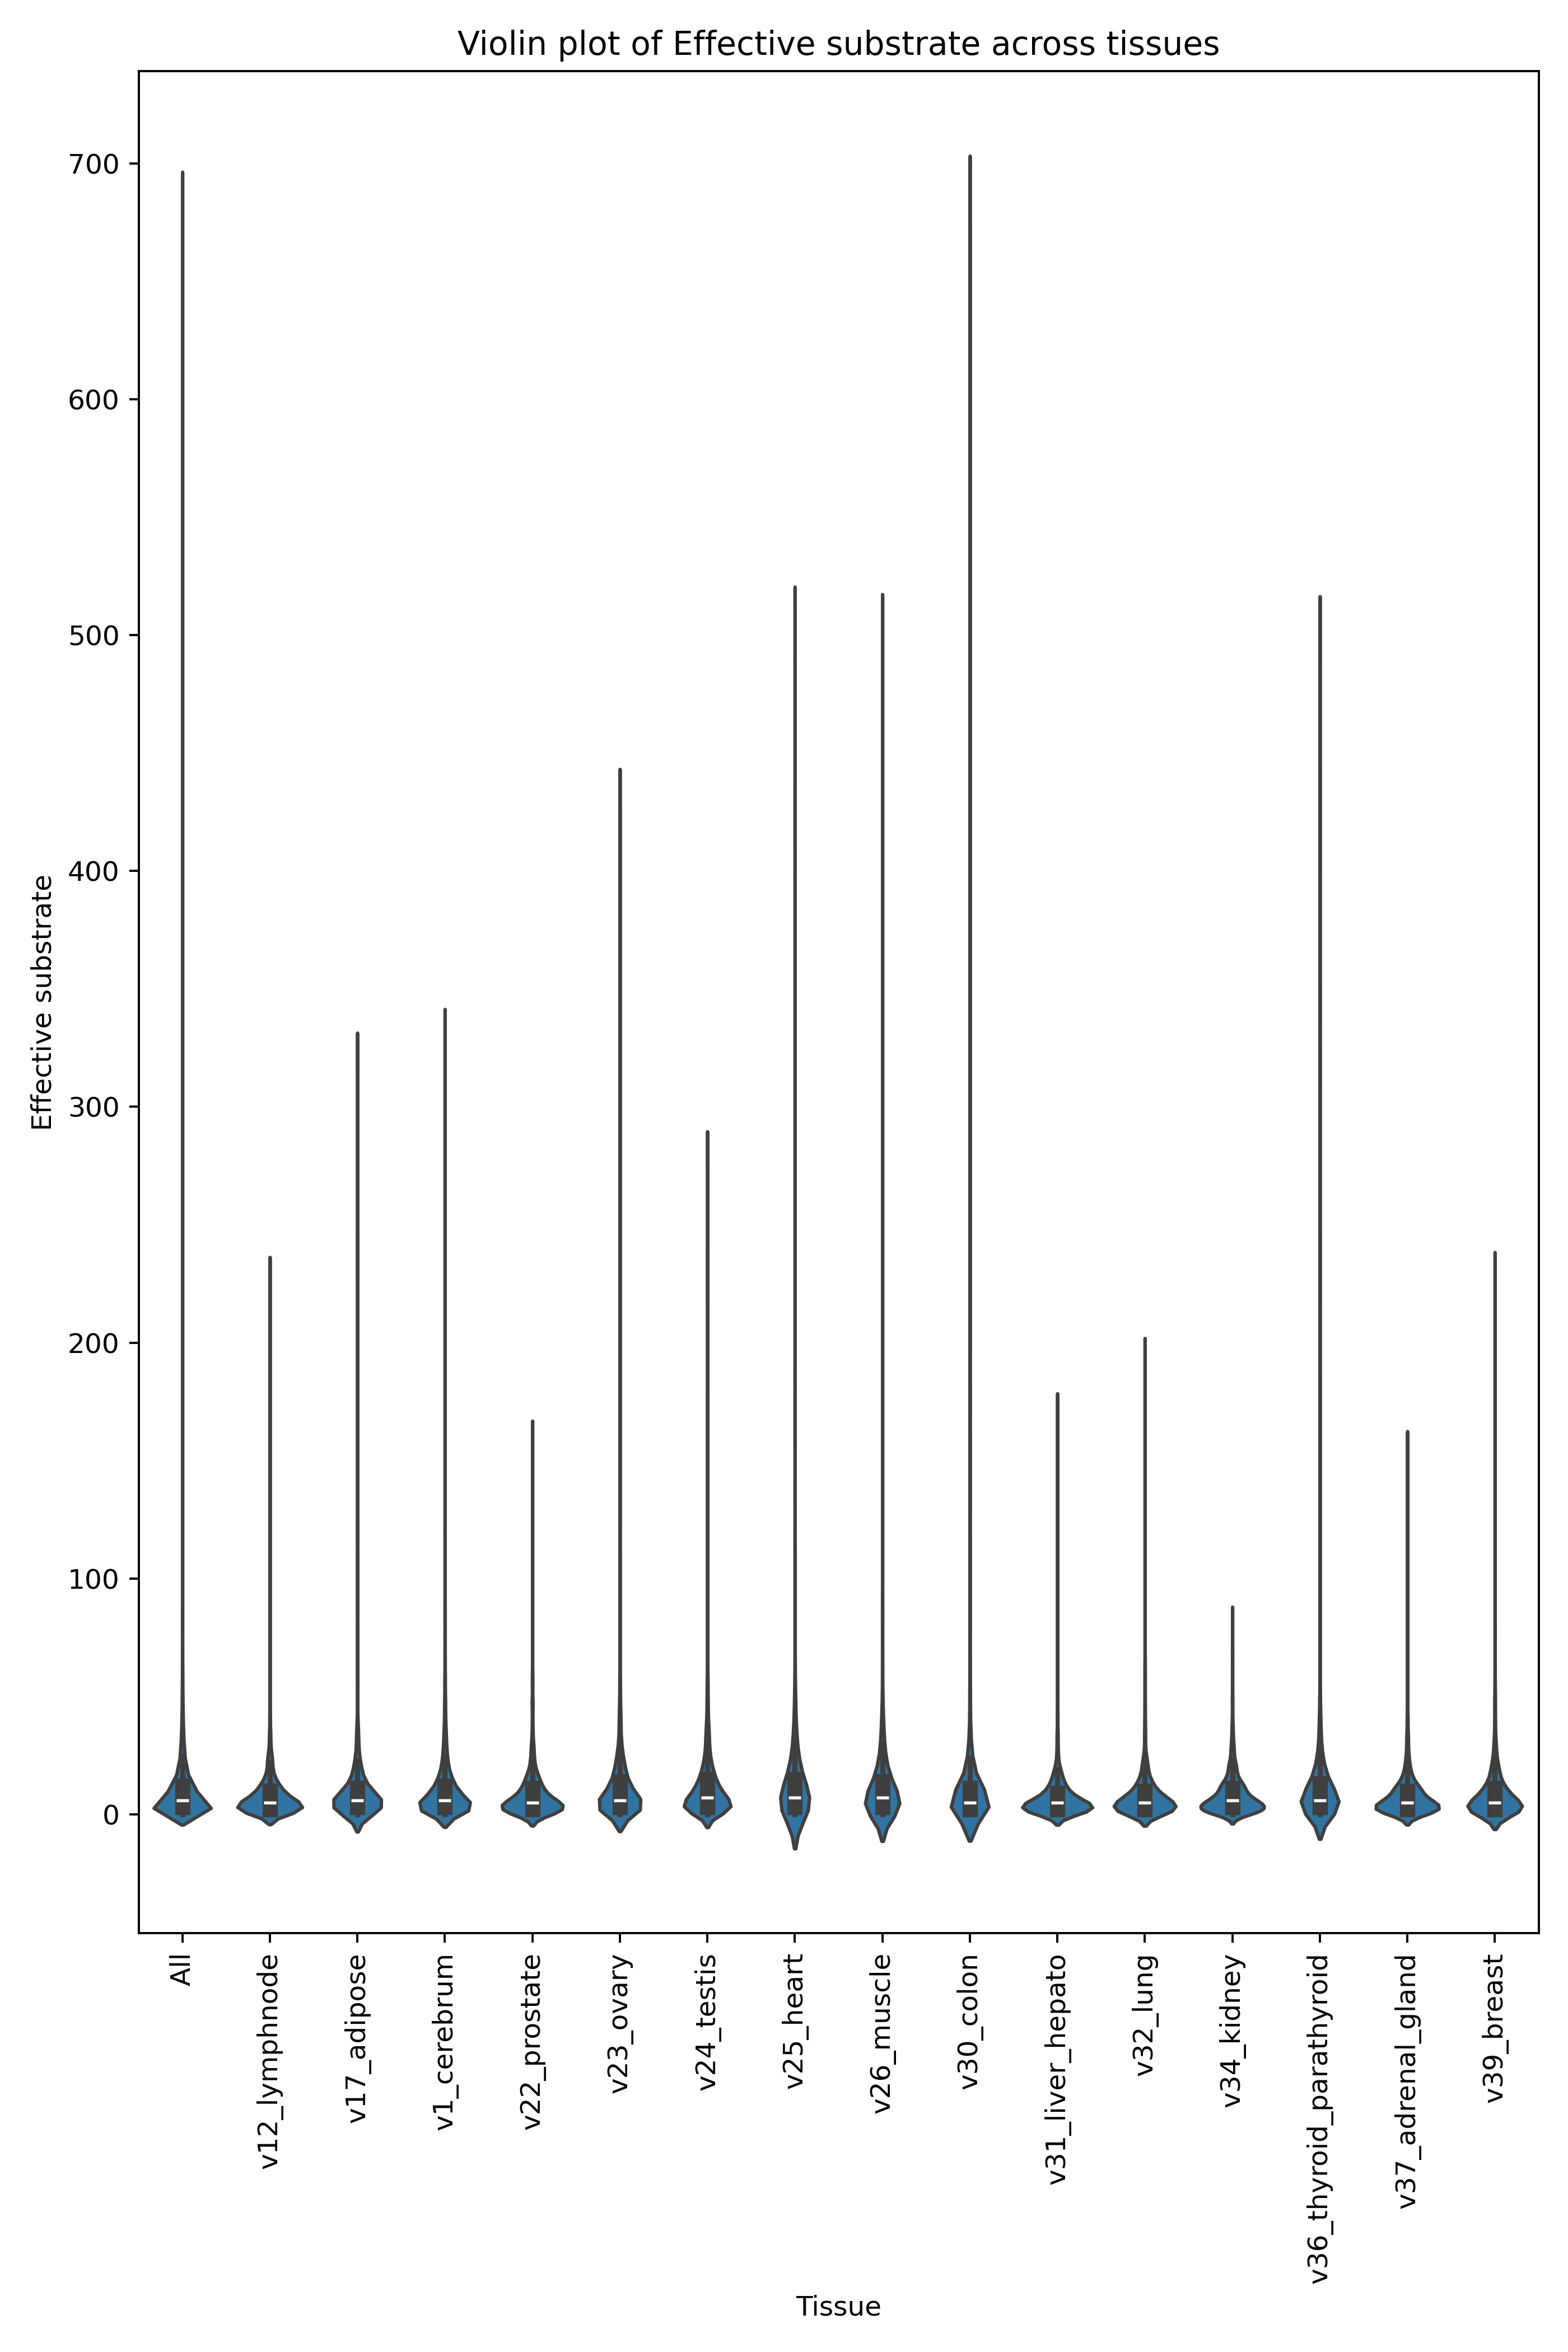 Violin plot of Effective substrate across tissues
700
600
500
400
300
200
100
0
Effective substrate
All
v12_lymphnode
v17_adipose
v1_cerebrum
v22_prostate
v23_ovary
v24_testis
v25_heart
v26_muscle
v30_colon
v31_liver_hepato
v32_lung
v34_kidney
v36_thyroid_parathyroid
v37_adrenal_gland
v39_breast
Tissue